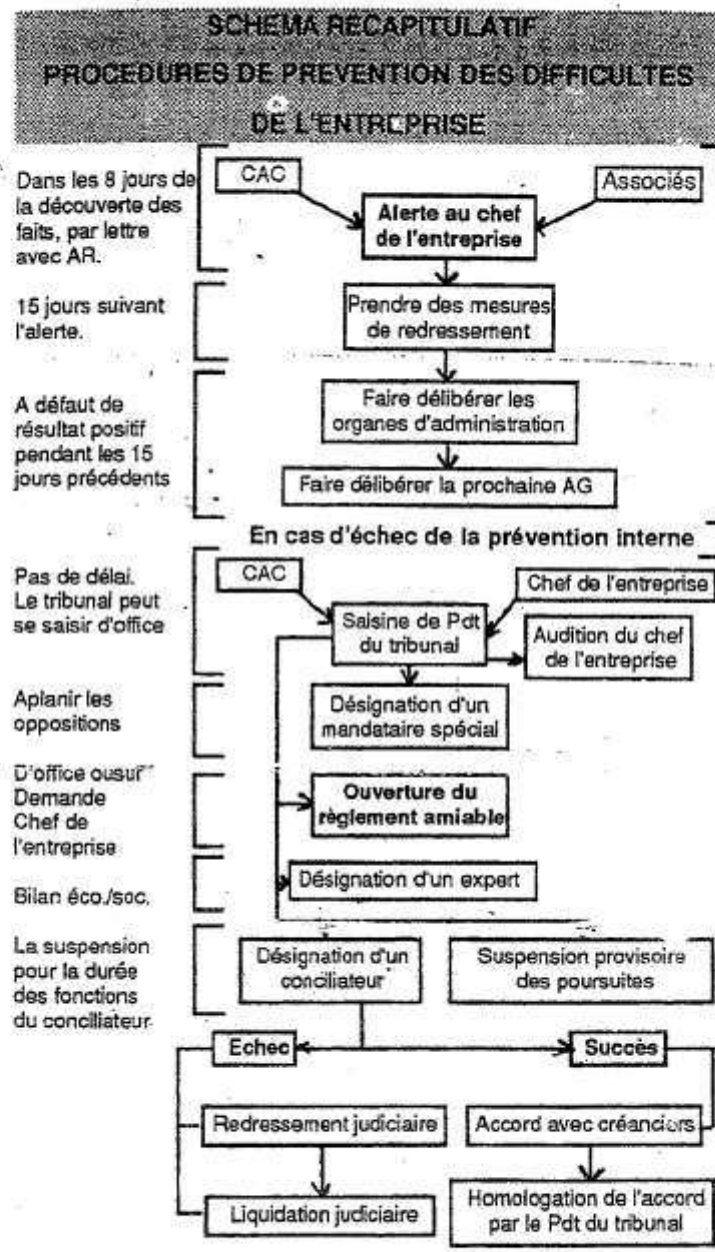 SCHEMA RECAPITULATIF
PROCEDURES DE PREVENTION DES DIFFICULTES
DE L'ENTREPRISE
Dans les 8 jours de
la découverte des
faits, par lettre
avec AR.
CAC
Associés
Alerte au chef
de l'entreprise
15 jours suivant
l'alerte.
Prendre des mesures
de redressement
A défaut de
résultat positif
pendant les 15
jours précédents
Faire délibérer les
organes d'administration
Faire délibérer la prochaine AG
En cas d'échec de la prévention interne
Pas de délai.
Le tribunal peut
se saisir d'office
CAC
Chef de l'entreprise
Saisine de Pdt
du tribunal
Audition du chef
de l'entreprise
Aplanir les
oppositions
Désignation d'un
mandataire spécial
D'office ousur
Demande
Chef de
l'entreprise
Ouverture du
règlement amiable
Bilan éco./soc.
Désignation d'un expert
La suspension
pour la durée
des fonctions
du conciliateur
Désignation d'un
conciliateur
Suspension provisoire
des poursuites
Echec
Succès
Redressement judiciaire
Accord avec créanciers
Liquidation judiciaire
Homologation de l'accord
par le Pdt du tribunal